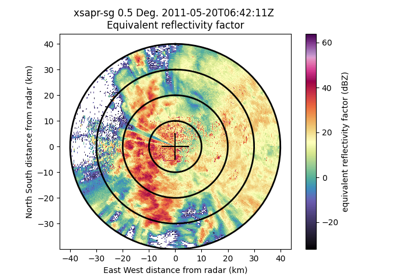 xsapr-sg 0.5 Deg. 2011-05-20T06:42:11Z
Equivalent reflectivity factor
North South distance from radar (km)
40
30
20
10
0
−10
−20
−30
−40 −30 −20 −10 0 10 20 30 40
East West distance from radar (km)
60
40
20
0
−20
equivalent reflectivity factor (dBZ)